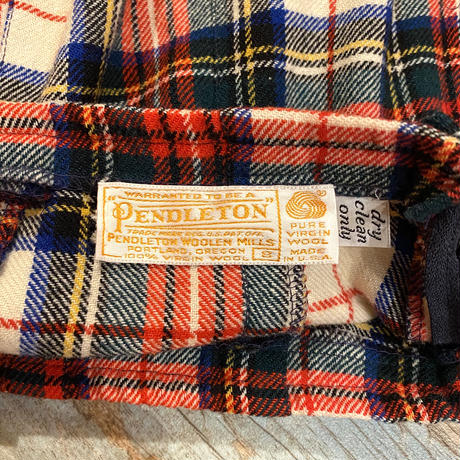 WARRANTED TO BE A
"PENDLETON"
TRADE MARK REG. U.S. PAT. OFF.
PENDLETON WOOLEN MILLS
PORTLAND, OREGON
100% VIRGIN WOOL
S
PURE
VIRGIN
WOOL
MADE
IN U.S.A.
dry
clean
only